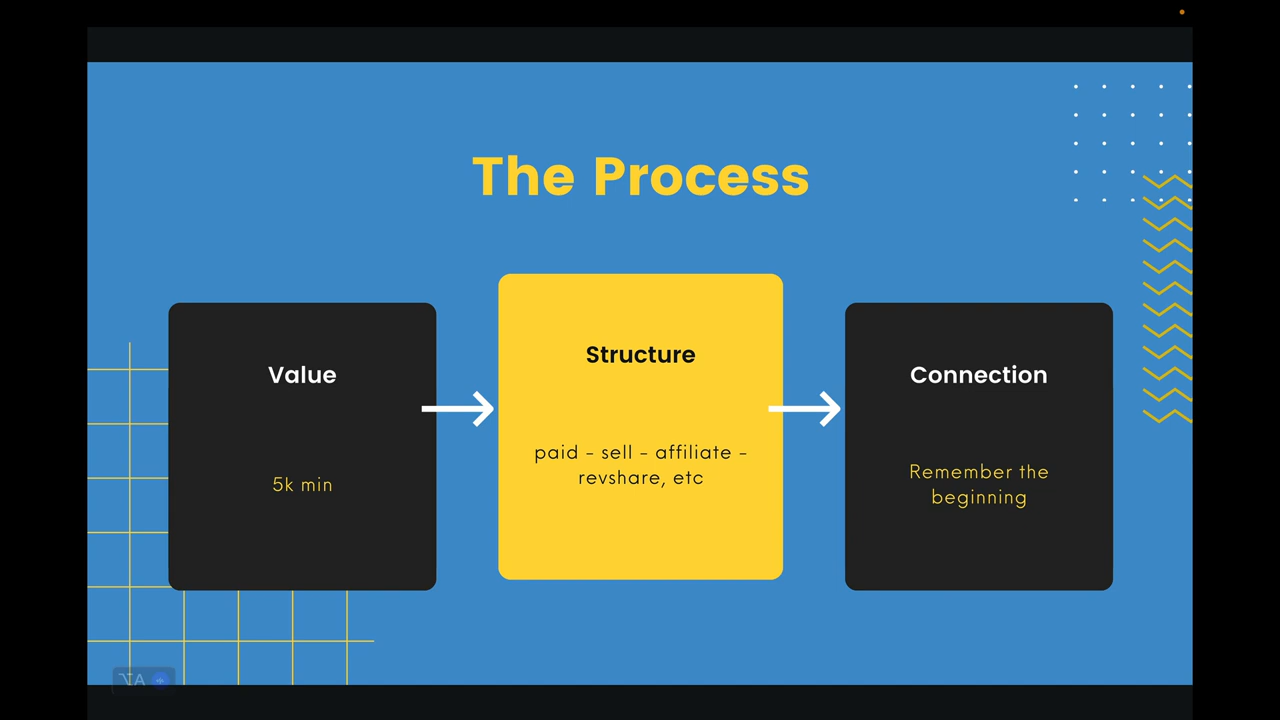 The Process
Value
5k min
Structure
paid - sell - affiliate -
revshare, etc
Connection
Remember the
beginning
⌥A